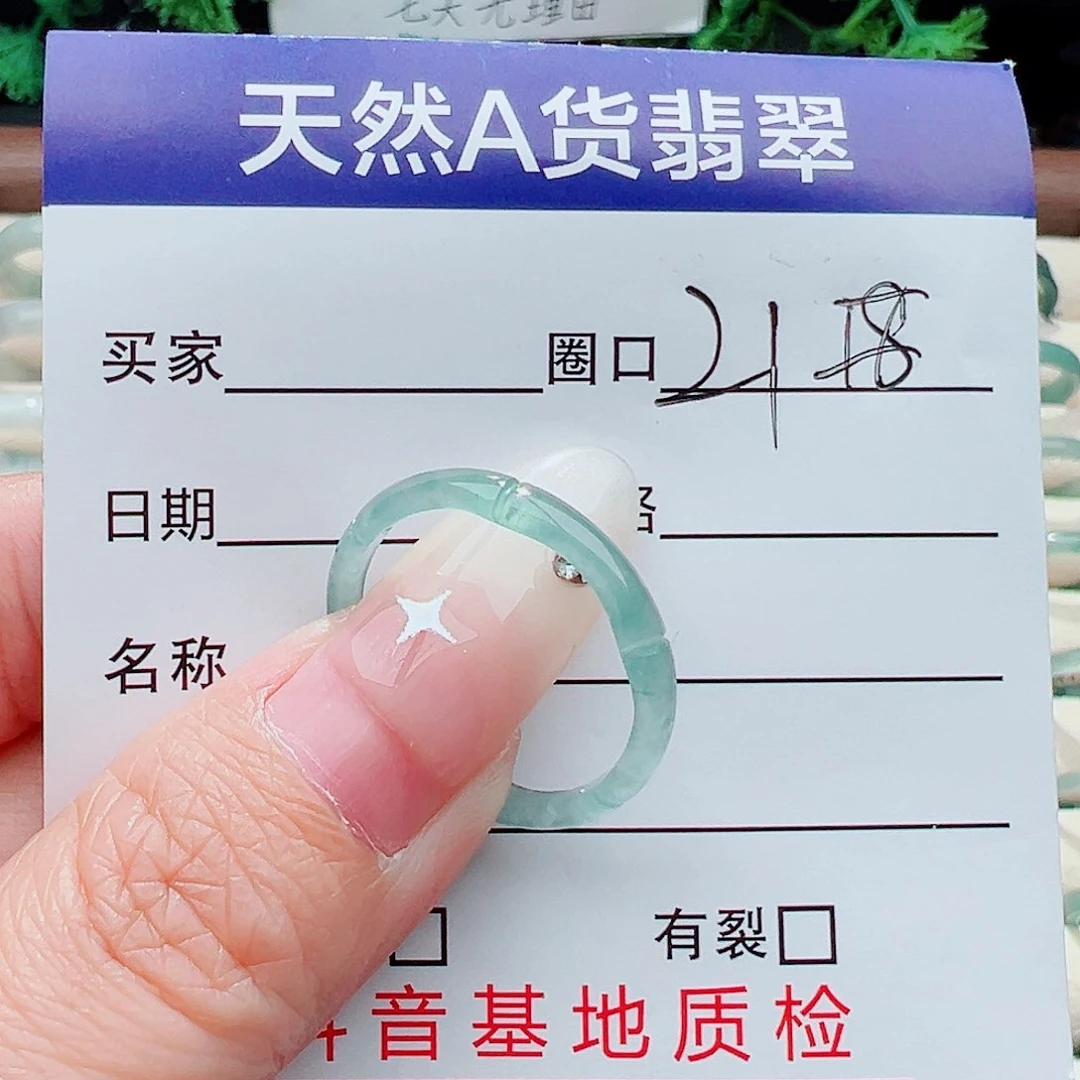 天然A货翡翠
买家 圈口 21 18
日期 格
名称
有裂
音基地质检